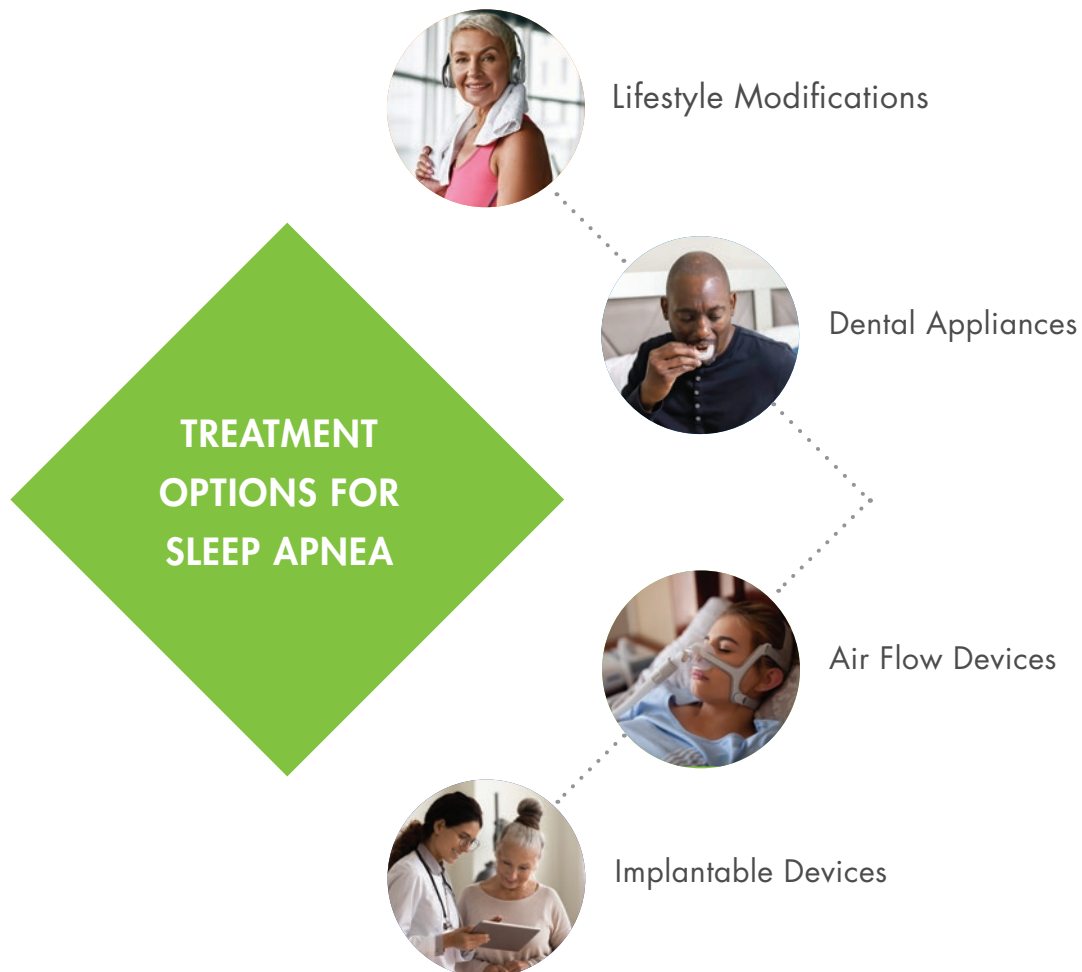 Lifestyle Modifications
Dental Appliances
TREATMENT
OPTIONS FOR
SLEEP APNEA
Air Flow Devices
Implantable Devices